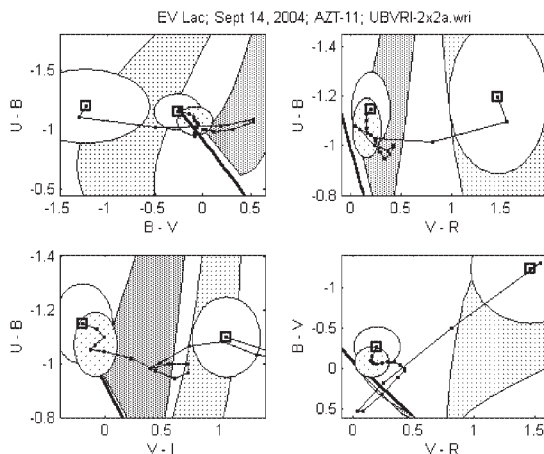 EV Lac; Sept 14, 2004; AZT-11; UBVRI-2x2a.wri
U - B
-1.5
-1
-0.5
-1.5 -1 -0.5 0 0.5
B - V
U - B
-1.4
-1.2
-1
-0.8
0 0.5 1 1.5
V - R
U - B
-1.4
-1.2
-1
-0.8
0 1
V - I
B - V
-1
-0.5
0
0.5
0 0.5 1 1.5
V - R